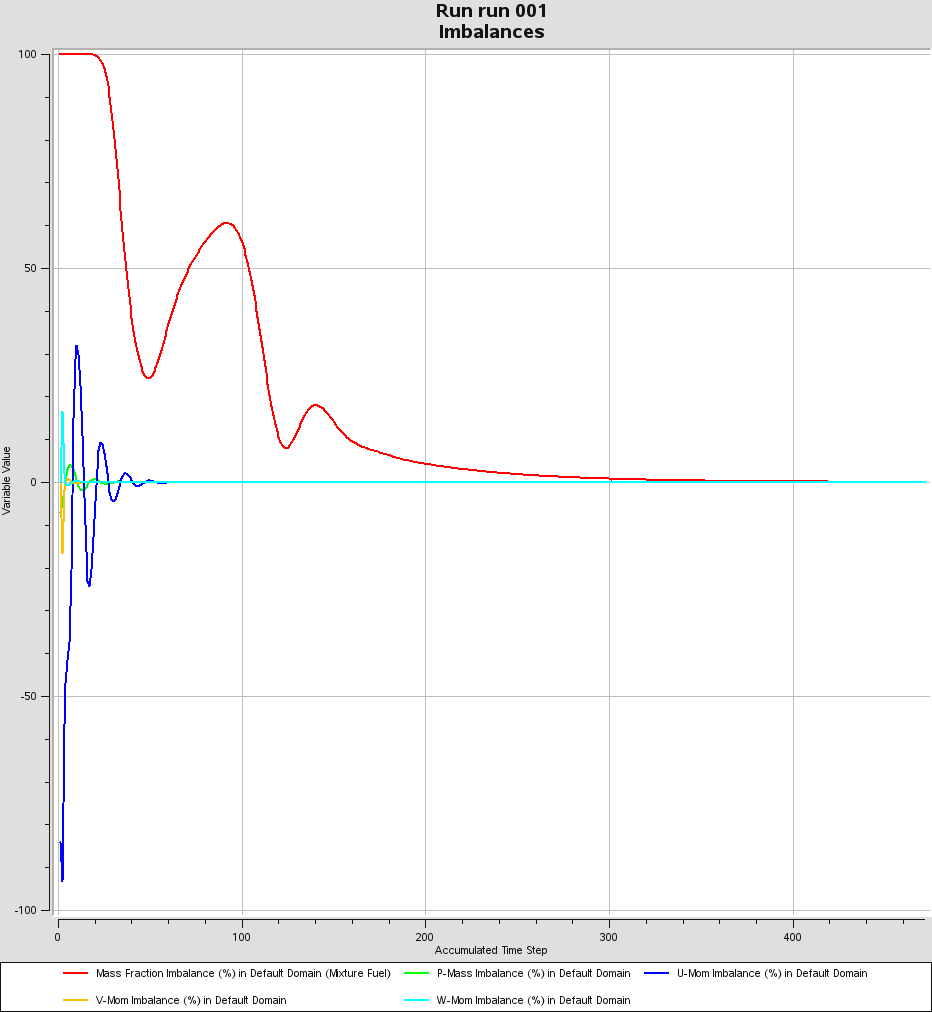 Run run 001
Imbalances
100
50
0
-50
-100
Variable Value
0 100 200 300 400
Accumulated Time Step
Mass Fraction Imbalance (%) in Default Domain (Mixture Fuel) P-Mass Imbalance (%) in Default Domain U-Mom Imbalance (%) in Default Domain
V-Mom Imbalance (%) in Default Domain W-Mom Imbalance (%) in Default Domain